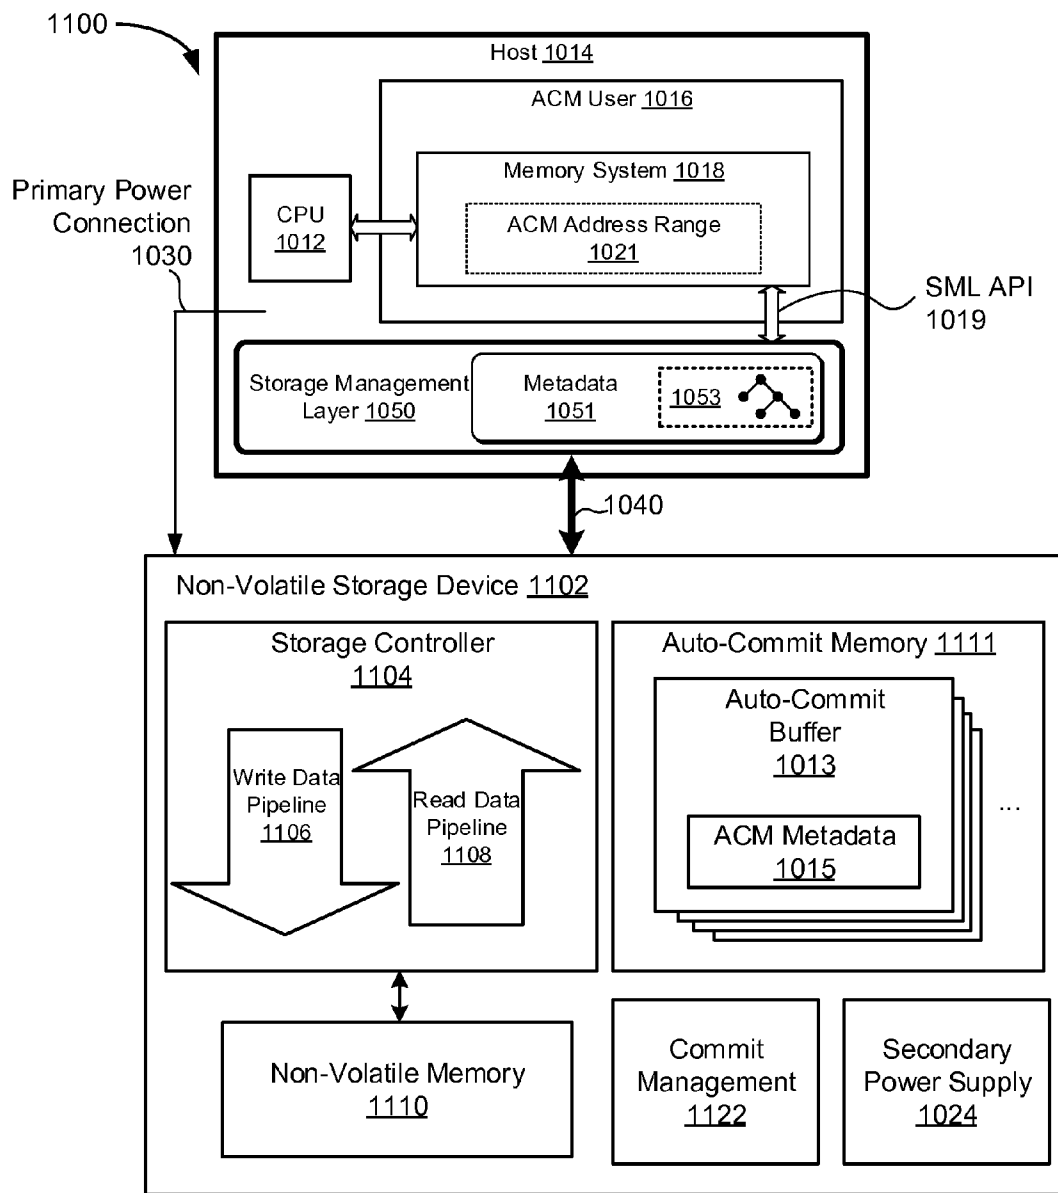 1100
Host 1014
ACM User 1016
Memory System 1018
ACM Address Range
1021
CPU
1012
Primary Power
Connection
1030
SML API
1019
Storage Management
Layer 1050
Metadata
1051
1053
1040
Non-Volatile Storage Device 1102
Storage Controller
1104
Write Data
Pipeline
1106
Read Data
Pipeline
1108
Auto-Commit Memory 1111
Auto-Commit
Buffer
1013
ACM Metadata
1015
...
Non-Volatile Memory
1110
Commit
Management
1122
Secondary
Power Supply
1024